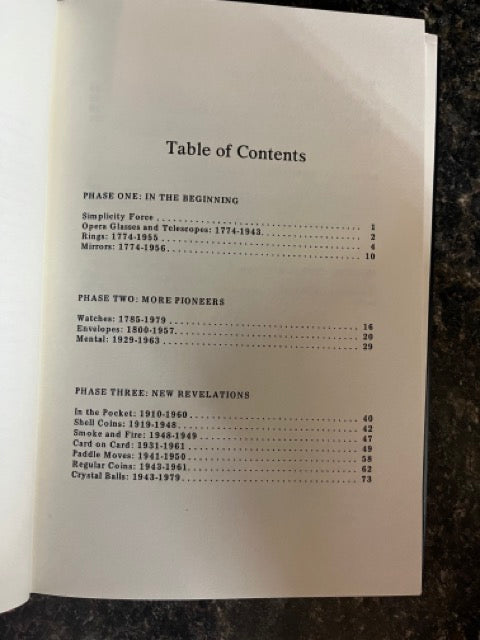 Table of Contents
PHASE ONE: IN THE BEGINNING
Simplicity Force . . . . . . . . . . . . . . . . . . . . . . . . . . . . . . . . . . . . . . 1
Opera Glasses and Telescopes: 1774-1943. . . . . . . . . . . . . . . . . . . 2
Rings: 1774-1955 . . . . . . . . . . . . . . . . . . . . . . . . . . . . . . . . . . . . . 4
Mirrors: 1774-1956. . . . . . . . . . . . . . . . . . . . . . . . . . . . . . . . . . . 10
PHASE TWO: MORE PIONEERS
Watches: 1785-1979 . . . . . . . . . . . . . . . . . . . . . . . . . . . . . . . . . . 16
Envelopes: 1800-1957. . . . . . . . . . . . . . . . . . . . . . . . . . . . . . . . . 20
Mental: 1929-1963 . . . . . . . . . . . . . . . . . . . . . . . . . . . . . . . . . . . 29
PHASE THREE: NEW REVELATIONS
In the Pocket: 1910-1960 . . . . . . . . . . . . . . . . . . . . . . . . . . . . . . 40
Shell Coins: 1919-1948. . . . . . . . . . . . . . . . . . . . . . . . . . . . . . . . 42
Smoke and Fire: 1948-1949 . . . . . . . . . . . . . . . . . . . . . . . . . . . . 47
Card on Card: 1931-1961 . . . . . . . . . . . . . . . . . . . . . . . . . . . . . . 49
Paddle Moves: 1941-1950 . . . . . . . . . . . . . . . . . . . . . . . . . . . . . . 58
Regular Coins: 1943-1961. . . . . . . . . . . . . . . . . . . . . . . . . . . . . . 62
Crystal Balls: 1943-1979. . . . . . . . . . . . . . . . . . . . . . . . . . . . . . . 73